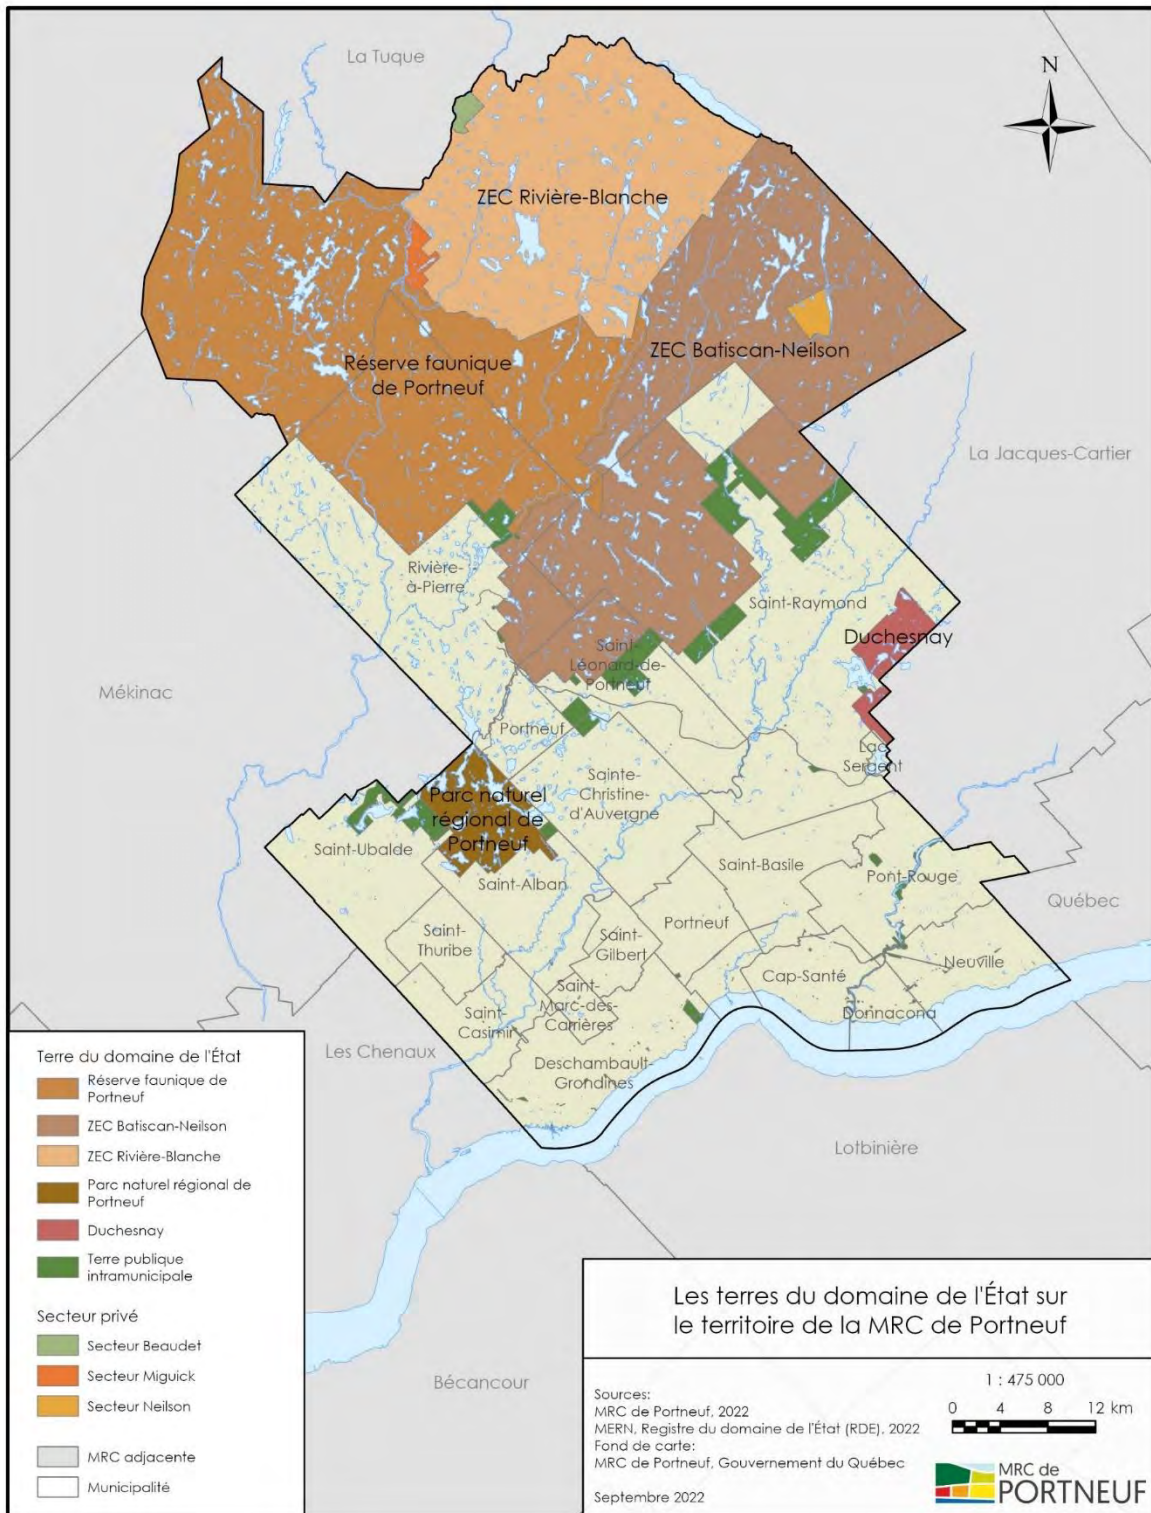 La Tuque
N
ZEC Rivière-Blanche
ZEC Batiscan-Neilson
Réserve faunique
de Portneuf
La Jacques-Cartier
Rivière-
à-Pierre
Saint-Raymond
Duchesnay
Saint-
Léonard-de-
Portneuf
Mékinac
Portneuf
Lac
Sergent
Sainte-
Christine-
d'Auvergne
Parc naturel
régional de
Portneuf
Saint-Ubalde
Saint-Basile
Saint-Alban
Pont-Rouge
Québec
Portneuf
Saint-
Thuribe
Saint-
Gilbert
Neuville
Cap-Santé
Saint-
Marc-des-
Carrières
Donnacona
Saint-
Casimir
Les Chenaux
Deschambault-
Grondines
Lotbinière
Bécancour
Terre du domaine de l'État
Réserve faunique de
Portneuf
ZEC Batiscan-Neilson
ZEC Rivière-Blanche
Parc naturel régional de
Portneuf
Duchesnay
Terre publique
intramunicipale
Secteur privé
Secteur Beaudet
Secteur Miguick
Secteur Neilson
MRC adjacente
Municipalité
Les terres du domaine de l'État sur
le territoire de la MRC de Portneuf
Sources:
MRC de Portneuf, 2022
MERN, Registre du domaine de l'État (RDE), 2022
Fond de carte:
MRC de Portneuf, Gouvernement du Québec
Septembre 2022
1 : 475 000
0 4 8 12 km
MRC de
PORTNEUF